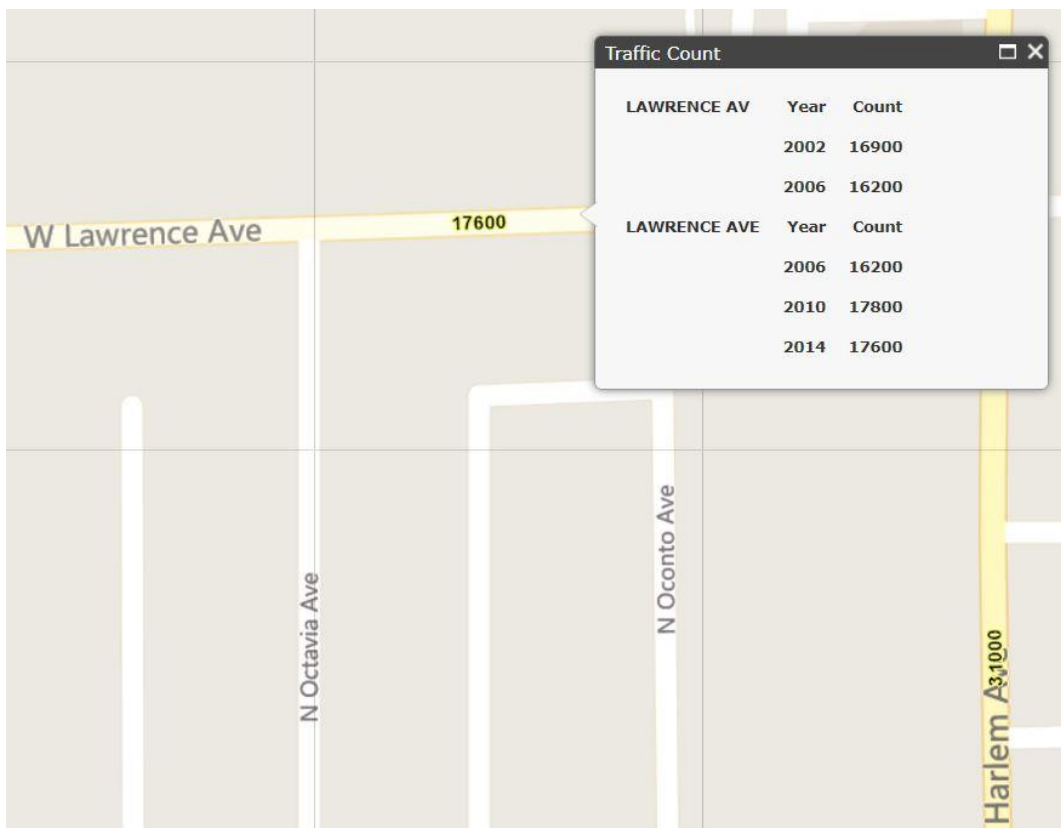 Traffic Count
LAWRENCE AV Year Count
2002 16900
2006 16200
LAWRENCE AVE Year Count
2006 16200
2010 17800
2014 17600
W Lawrence Ave
17600
N Octavia Ave
N Oconto Ave
Harlem Ave
31000